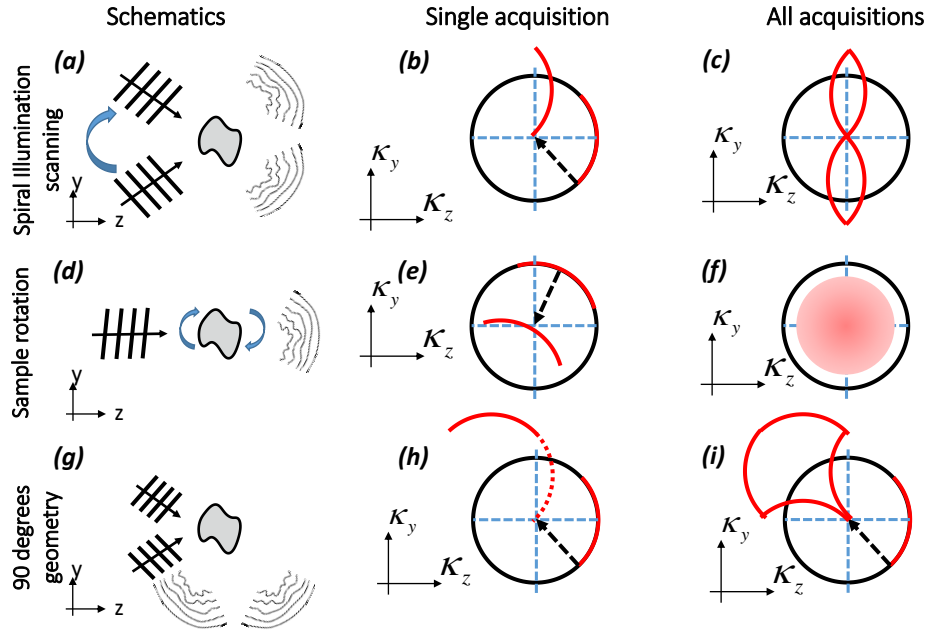 Schematics
Single acquisition
All acquisitions
Spiral Illumination
scanning
(a)
y
z
(b)
κy
κz
(c)
κy
κz
Sample rotation
(d)
y
z
(e)
κy
κz
(f)
κy
κz
90 degrees
geometry
(g)
y
z
(h)
κy
κz
(i)
κy
κz